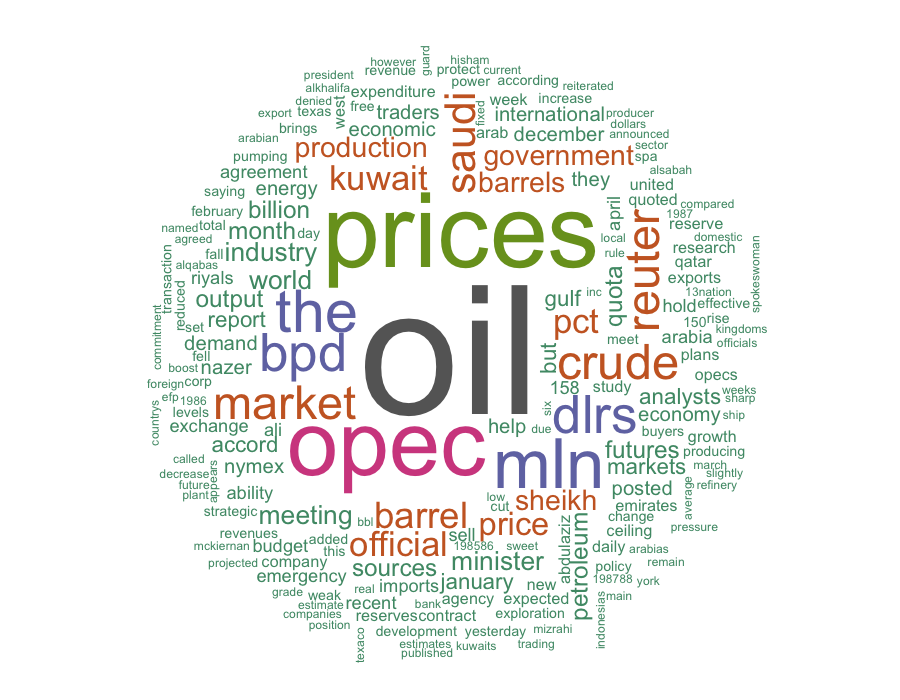 however
guard
hisham
president
revenue
protect
current
alkhalifa
power
according
denied
west
expenditure
reiterated
export
texas
free
traders
saudi
fixed
week
increase
brings
economic
international
producer
arabian
arab
december
dollars
announced
production
government
sector
pumping
spa
agreement
kuwait
barrels
they
alsabah
saying
energy
united
february
billion
prices
april
quoted
compared
named
total
month
day
reuter
1987
reserve
agreed
fall
industry
local
domestic
research
spokeswoman
alqabas
rule
qatar
transaction
riyals
world
quota
exports
reduced
output
the
oil
gulf
inc
13nation
hold
effective
set
report
pct
150
rise
kingdoms
commitment
demand
bpd
but
meet
arabia
officials
fell
crude
plans
boost
nazer
foreign
corp
158
study
opecs
efp
1986
market
analysts
weeks
sharp
levels
six
dlrs
economy
ship
countrys
exchange
ali
opec
help
due
buyers
growth
accord
mln
futures
producing
called
nymex
markets
march
decrease
appears
slightly
future
refinery
plant
ability
low
sheikh
posted
average
strategic
cut
emirates
meeting
bbl
barrel
price
change
pressure
revenues
added
official
sell
abdulaziz
petroleum
ceiling
mckiernan
budget
this
198586
sweet
daily
arabias
projected
company
sources
minister
policy
remain
emergency
real
imports
january
new
198788
york
grade
weak
agency
expected
main
estimate
recent
bank
companies
reserves
contract
exploration
indonesias
position
development
yesterday
mizrahi
texaco
estimates
kuwaits
trading
published